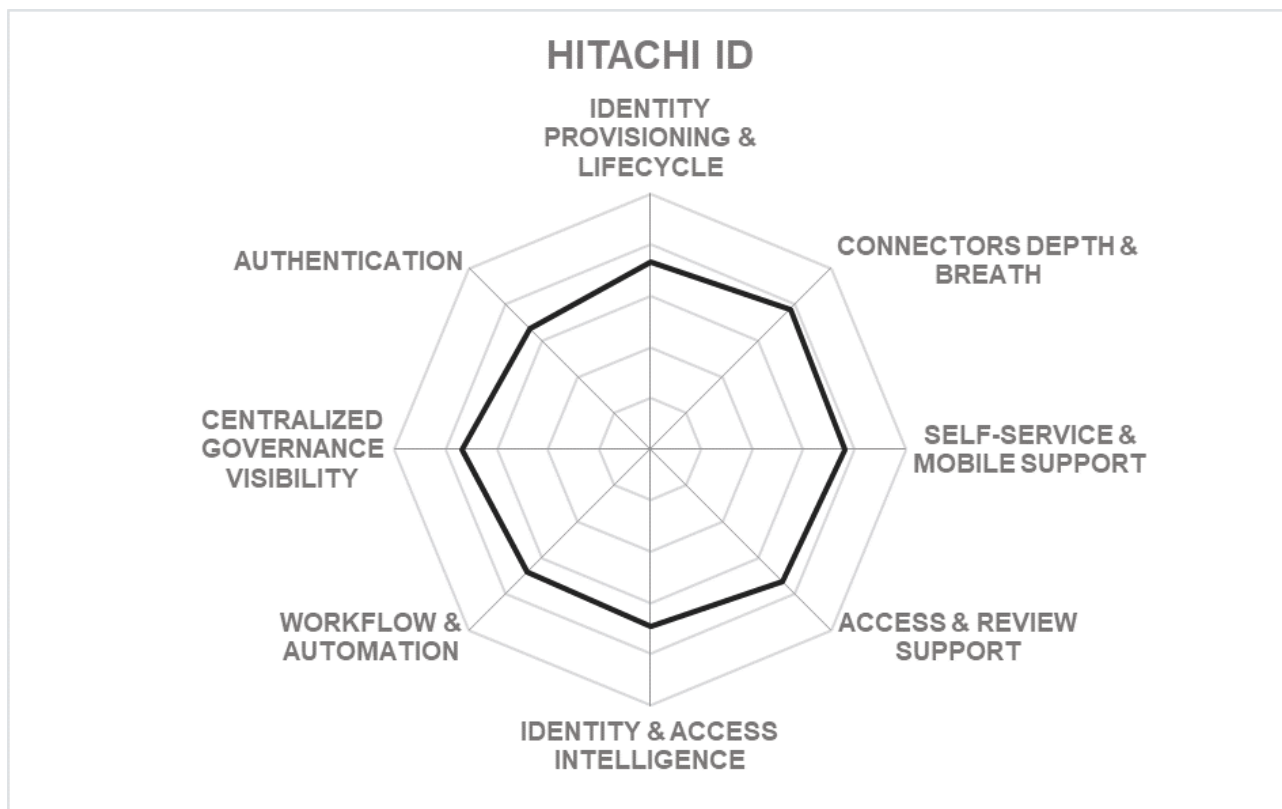 HITACHI ID
IDENTITY
PROVISIONING &
LIFECYCLE
CONNECTORS DEPTH &
BREATH
AUTHENTICATION
CENTRALIZED
GOVERNANCE
VISIBILITY
SELF-SERVICE &
MOBILE SUPPORT
WORKFLOW &
AUTOMATION
ACCESS & REVIEW
SUPPORT
IDENTITY & ACCESS
INTELLIGENCE